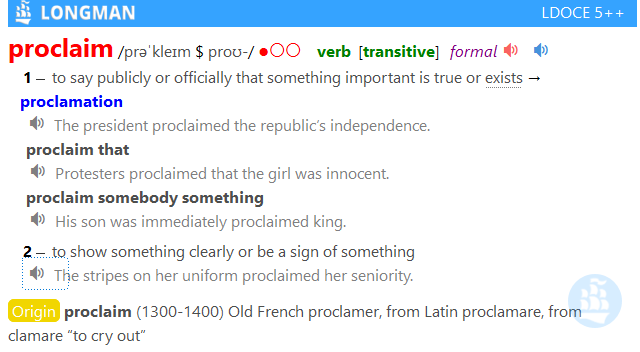 LONGMAN LDOCE 5++
proclaim /prəˈkleɪm $ proʊ-/ ●○○ verb [transitive] formal
1 – to say publicly or officially that something important is true or exists →
proclamation
The president proclaimed the republic’s independence.
proclaim that
Protesters proclaimed that the girl was innocent.
proclaim somebody something
His son was immediately proclaimed king.
2 – to show something clearly or be a sign of something
The stripes on her uniform proclaimed her seniority.
Origin proclaim (1300-1400) Old French proclamer, from Latin proclamare, from
clamare “to cry out”